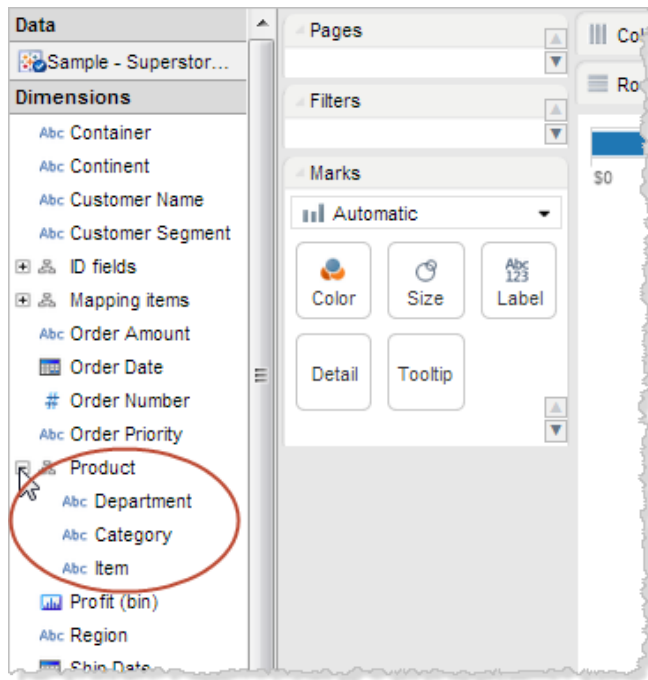 Data
Sample - Superstor...
Dimensions
Abc Container
Abc Continent
Abc Customer Name
Abc Customer Segment
ID fields
Mapping items
Abc Order Amount
Order Date
# Order Number
Abc Order Priority
Product
Abc Department
Abc Category
Abc Item
Profit (bin)
Abc Region
Ship Date
Pages
Filters
Marks
Automatic
Color
Size
Abc
123
Label
Detail
Tooltip
$0